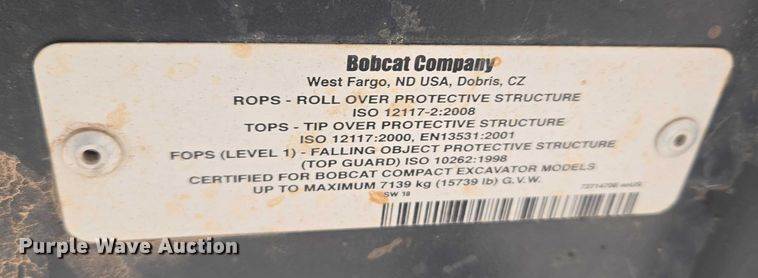 Bobcat Company
West Fargo, ND USA, Dobris, CZ
ROPS - ROLL OVER PROTECTIVE STRUCTURE
ISO 12117-2:2008
TOPS - TIP OVER PROTECTIVE STRUCTURE
ISO 12117:2000, EN13531:2001
FOPS (LEVEL 1) - FALLING OBJECT PROTECTIVE STRUCTURE
(TOP GUARD) ISO 10262:1998
CERTIFIED FOR BOBCAT COMPACT EXCAVATOR MODELS
UP TO MAXIMUM 7139 kg (15739 lb) G.V.W.
SW 18
Purple Wave Auction